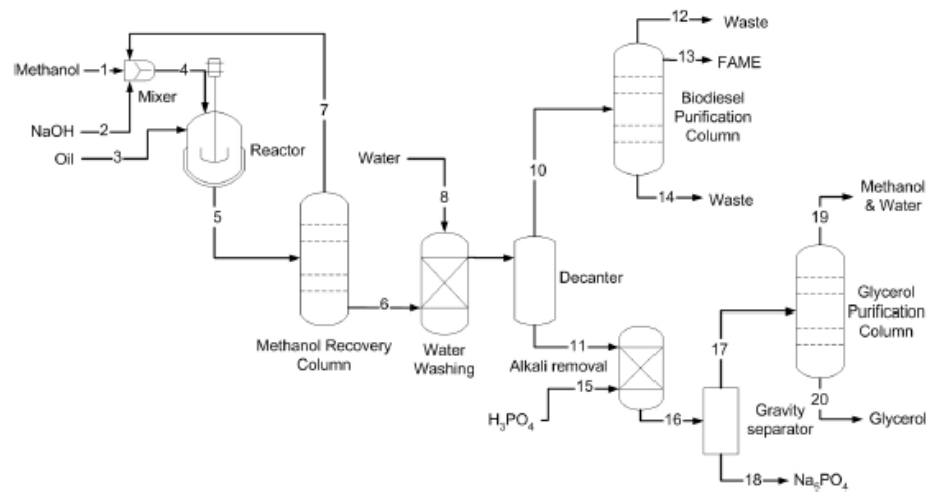 12
Waste
13
FAME
Biodiesel
Purification
Column
14
Waste
Methanol
1
4
Mixer
NaOH
2
Oil
3
Reactor
7
5
Water
8
10
6
Methanol Recovery
Column
Water
Washing
Decanter
11
Alkali removal
15
H₃PO₄
16
Gravity
separator
17
18
Na₅PO₄
19
Methanol
& Water
Glycerol
Purification
Column
20
Glycerol